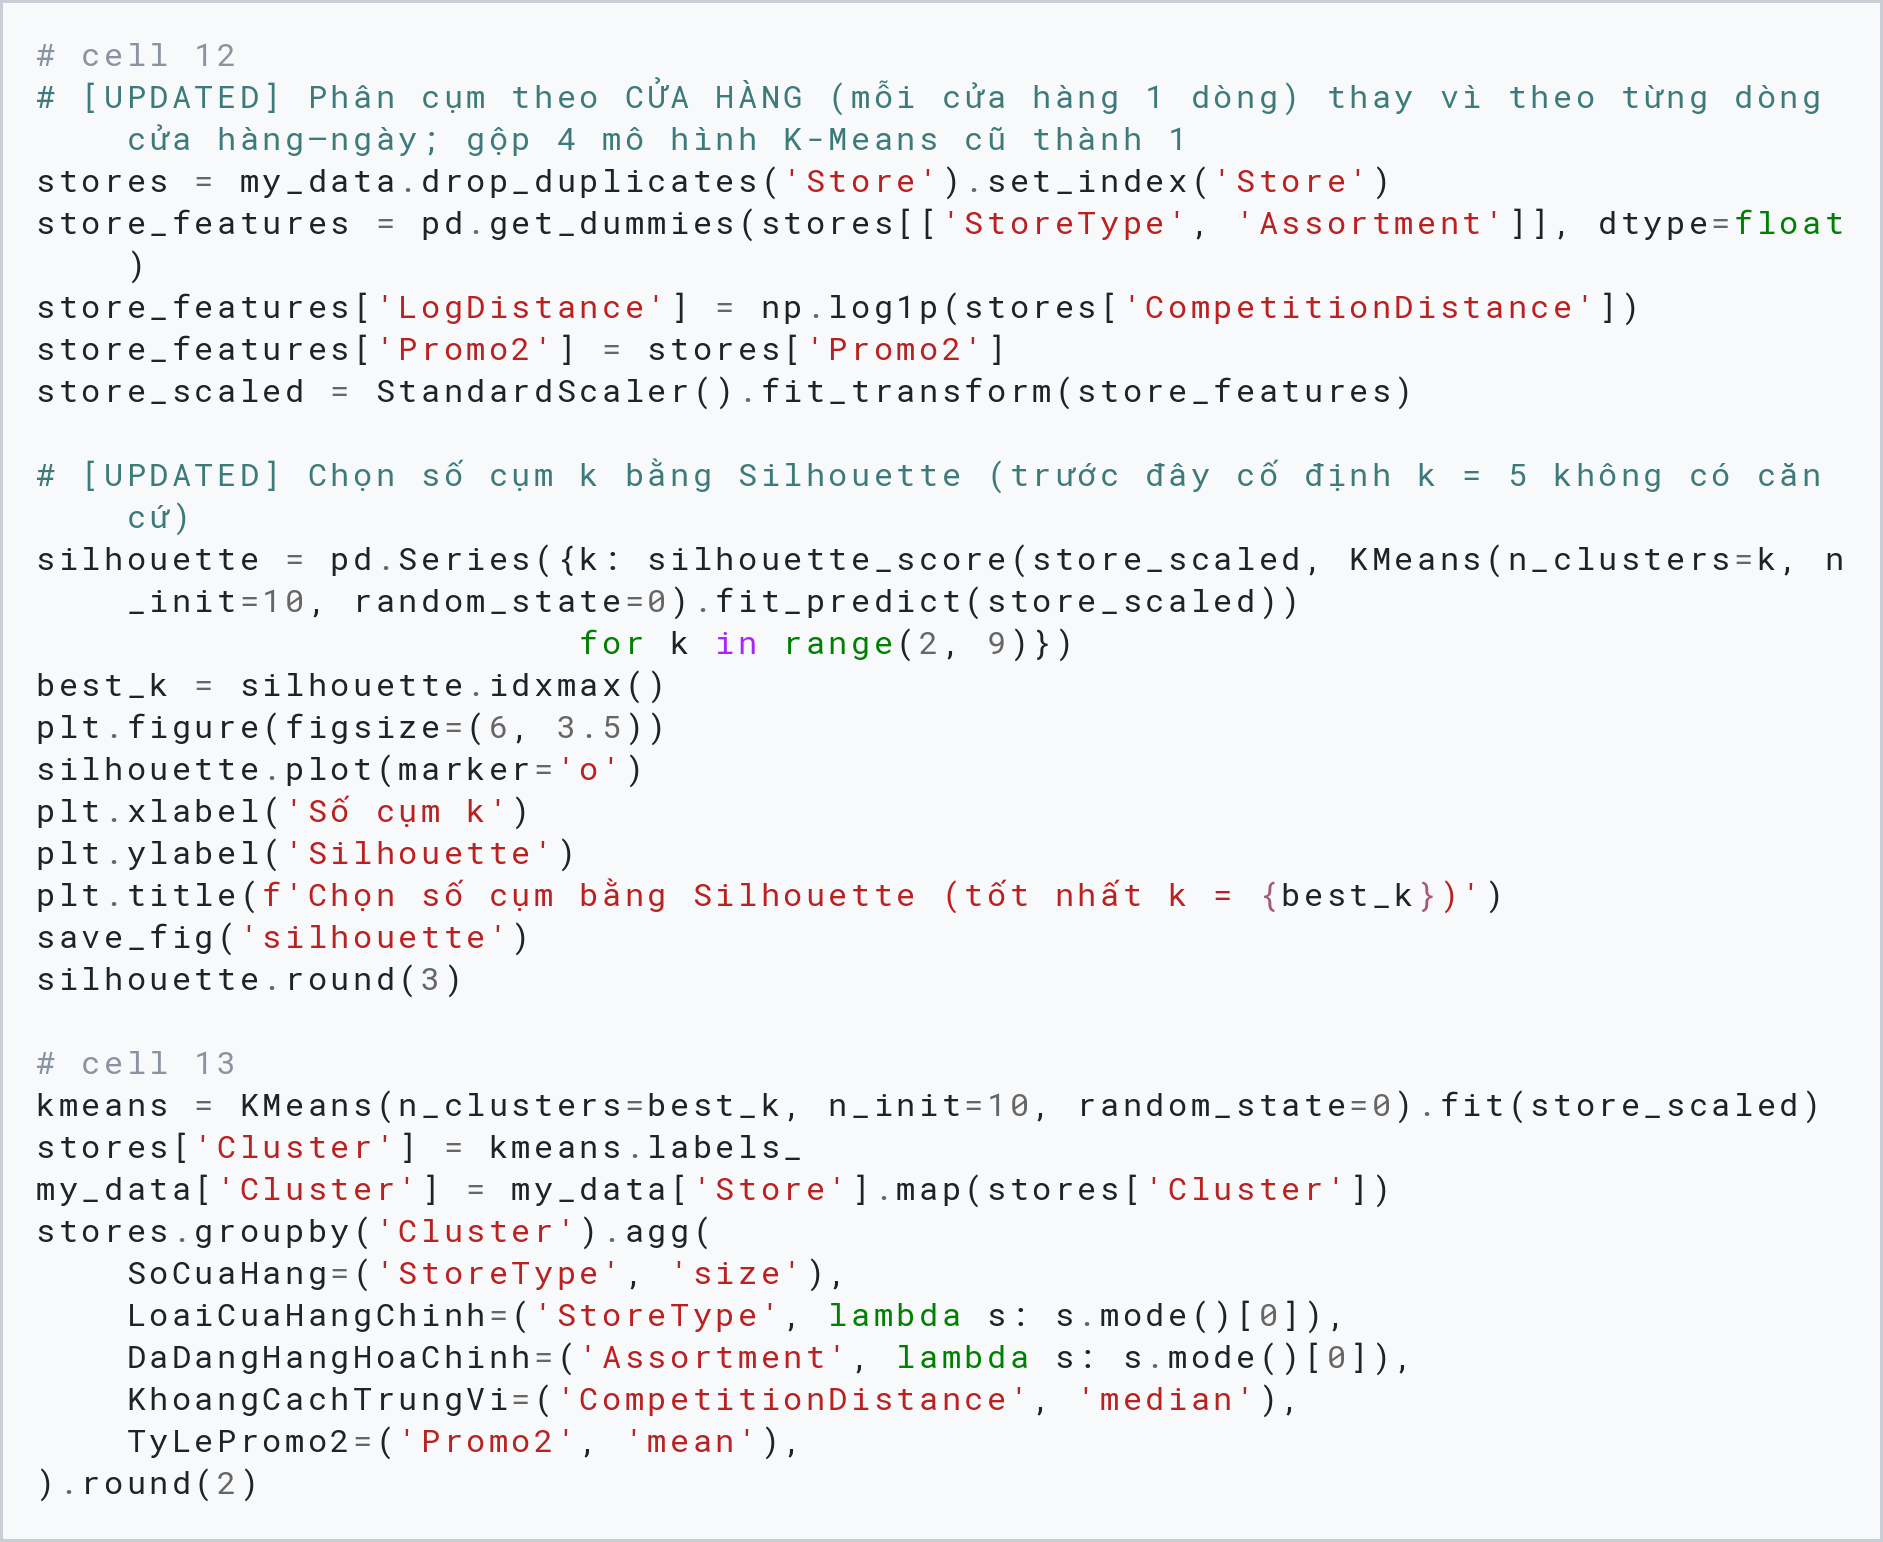 # cell 12
# [UPDATED] Phân cụm theo CỬA HÀNG (mỗi cửa hàng 1 dòng) thay vì theo từng dòng
    cửa hàng–ngày; gộp 4 mô hình K-Means cũ thành 1
stores = my_data.drop_duplicates('Store').set_index('Store')
store_features = pd.get_dummies(stores[['StoreType', 'Assortment']], dtype=float
    )
store_features['LogDistance'] = np.log1p(stores['CompetitionDistance'])
store_features['Promo2'] = stores['Promo2']
store_scaled = StandardScaler().fit_transform(store_features)

# [UPDATED] Chọn số cụm k bằng Silhouette (trước đây cố định k = 5 không có căn
    cứ)
silhouette = pd.Series({k: silhouette_score(store_scaled, KMeans(n_clusters=k, n
    _init=10, random_state=0).fit_predict(store_scaled))
                        for k in range(2, 9)})
best_k = silhouette.idxmax()
plt.figure(figsize=(6, 3.5))
silhouette.plot(marker='o')
plt.xlabel('Số cụm k')
plt.ylabel('Silhouette')
plt.title(f'Chọn số cụm bằng Silhouette (tốt nhất k = {best_k})')
save_fig('silhouette')
silhouette.round(3)

# cell 13
kmeans = KMeans(n_clusters=best_k, n_init=10, random_state=0).fit(store_scaled)
stores['Cluster'] = kmeans.labels_
my_data['Cluster'] = my_data['Store'].map(stores['Cluster'])
stores.groupby('Cluster').agg(
    SoCuaHang=('StoreType', 'size'),
    LoaiCuaHangChinh=('StoreType', lambda s: s.mode()[0]),
    DaDangHangHoaChinh=('Assortment', lambda s: s.mode()[0]),
    KhoangCachTrungVi=('CompetitionDistance', 'median'),
    TyLePromo2=('Promo2', 'mean'),
).round(2)